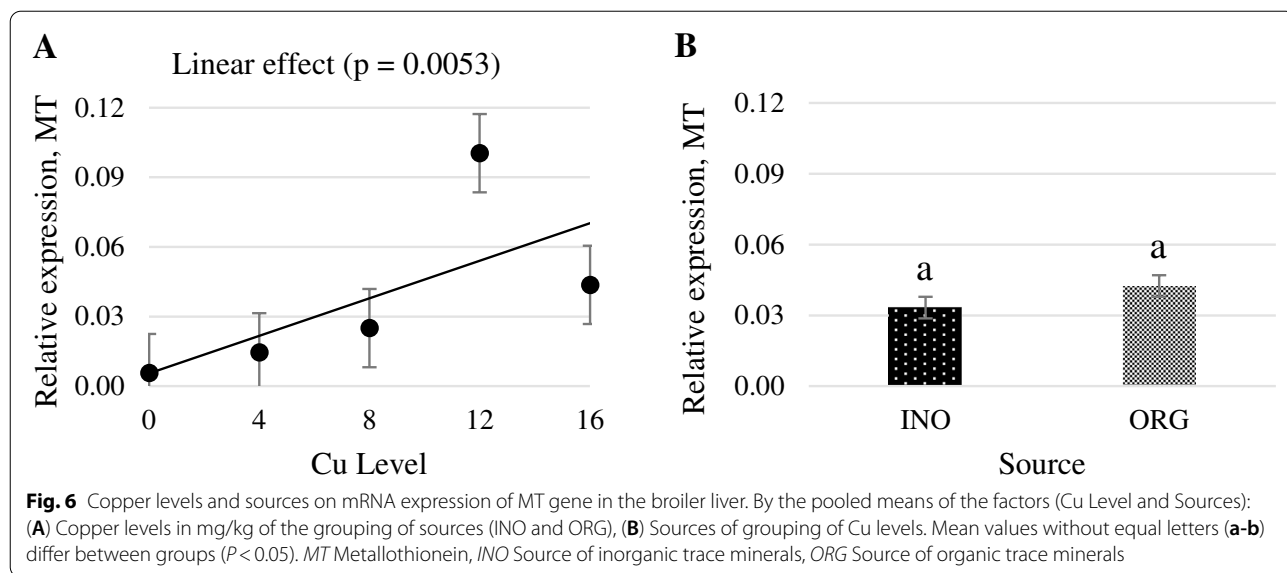 A
Linear effect (p = 0.0053)
Relative expression, MT
0.12
0.09
0.06
0.03
0.00
0 4 8 12 16
Cu Level
B
Relative expression, MT
0.12
0.09
0.06
0.03
0.00
a a
INO ORG
Source
Fig. 6 Copper levels and sources on mRNA expression of MT gene in the broiler liver. By the pooled means of the factors (Cu Level and Sources):
(A) Copper levels in mg/kg of the grouping of sources (INO and ORG), (B) Sources of grouping of Cu levels. Mean values without equal letters (a-b)
differ between groups (P < 0.05). MT Metallothionein, INO Source of inorganic trace minerals, ORG Source of organic trace minerals